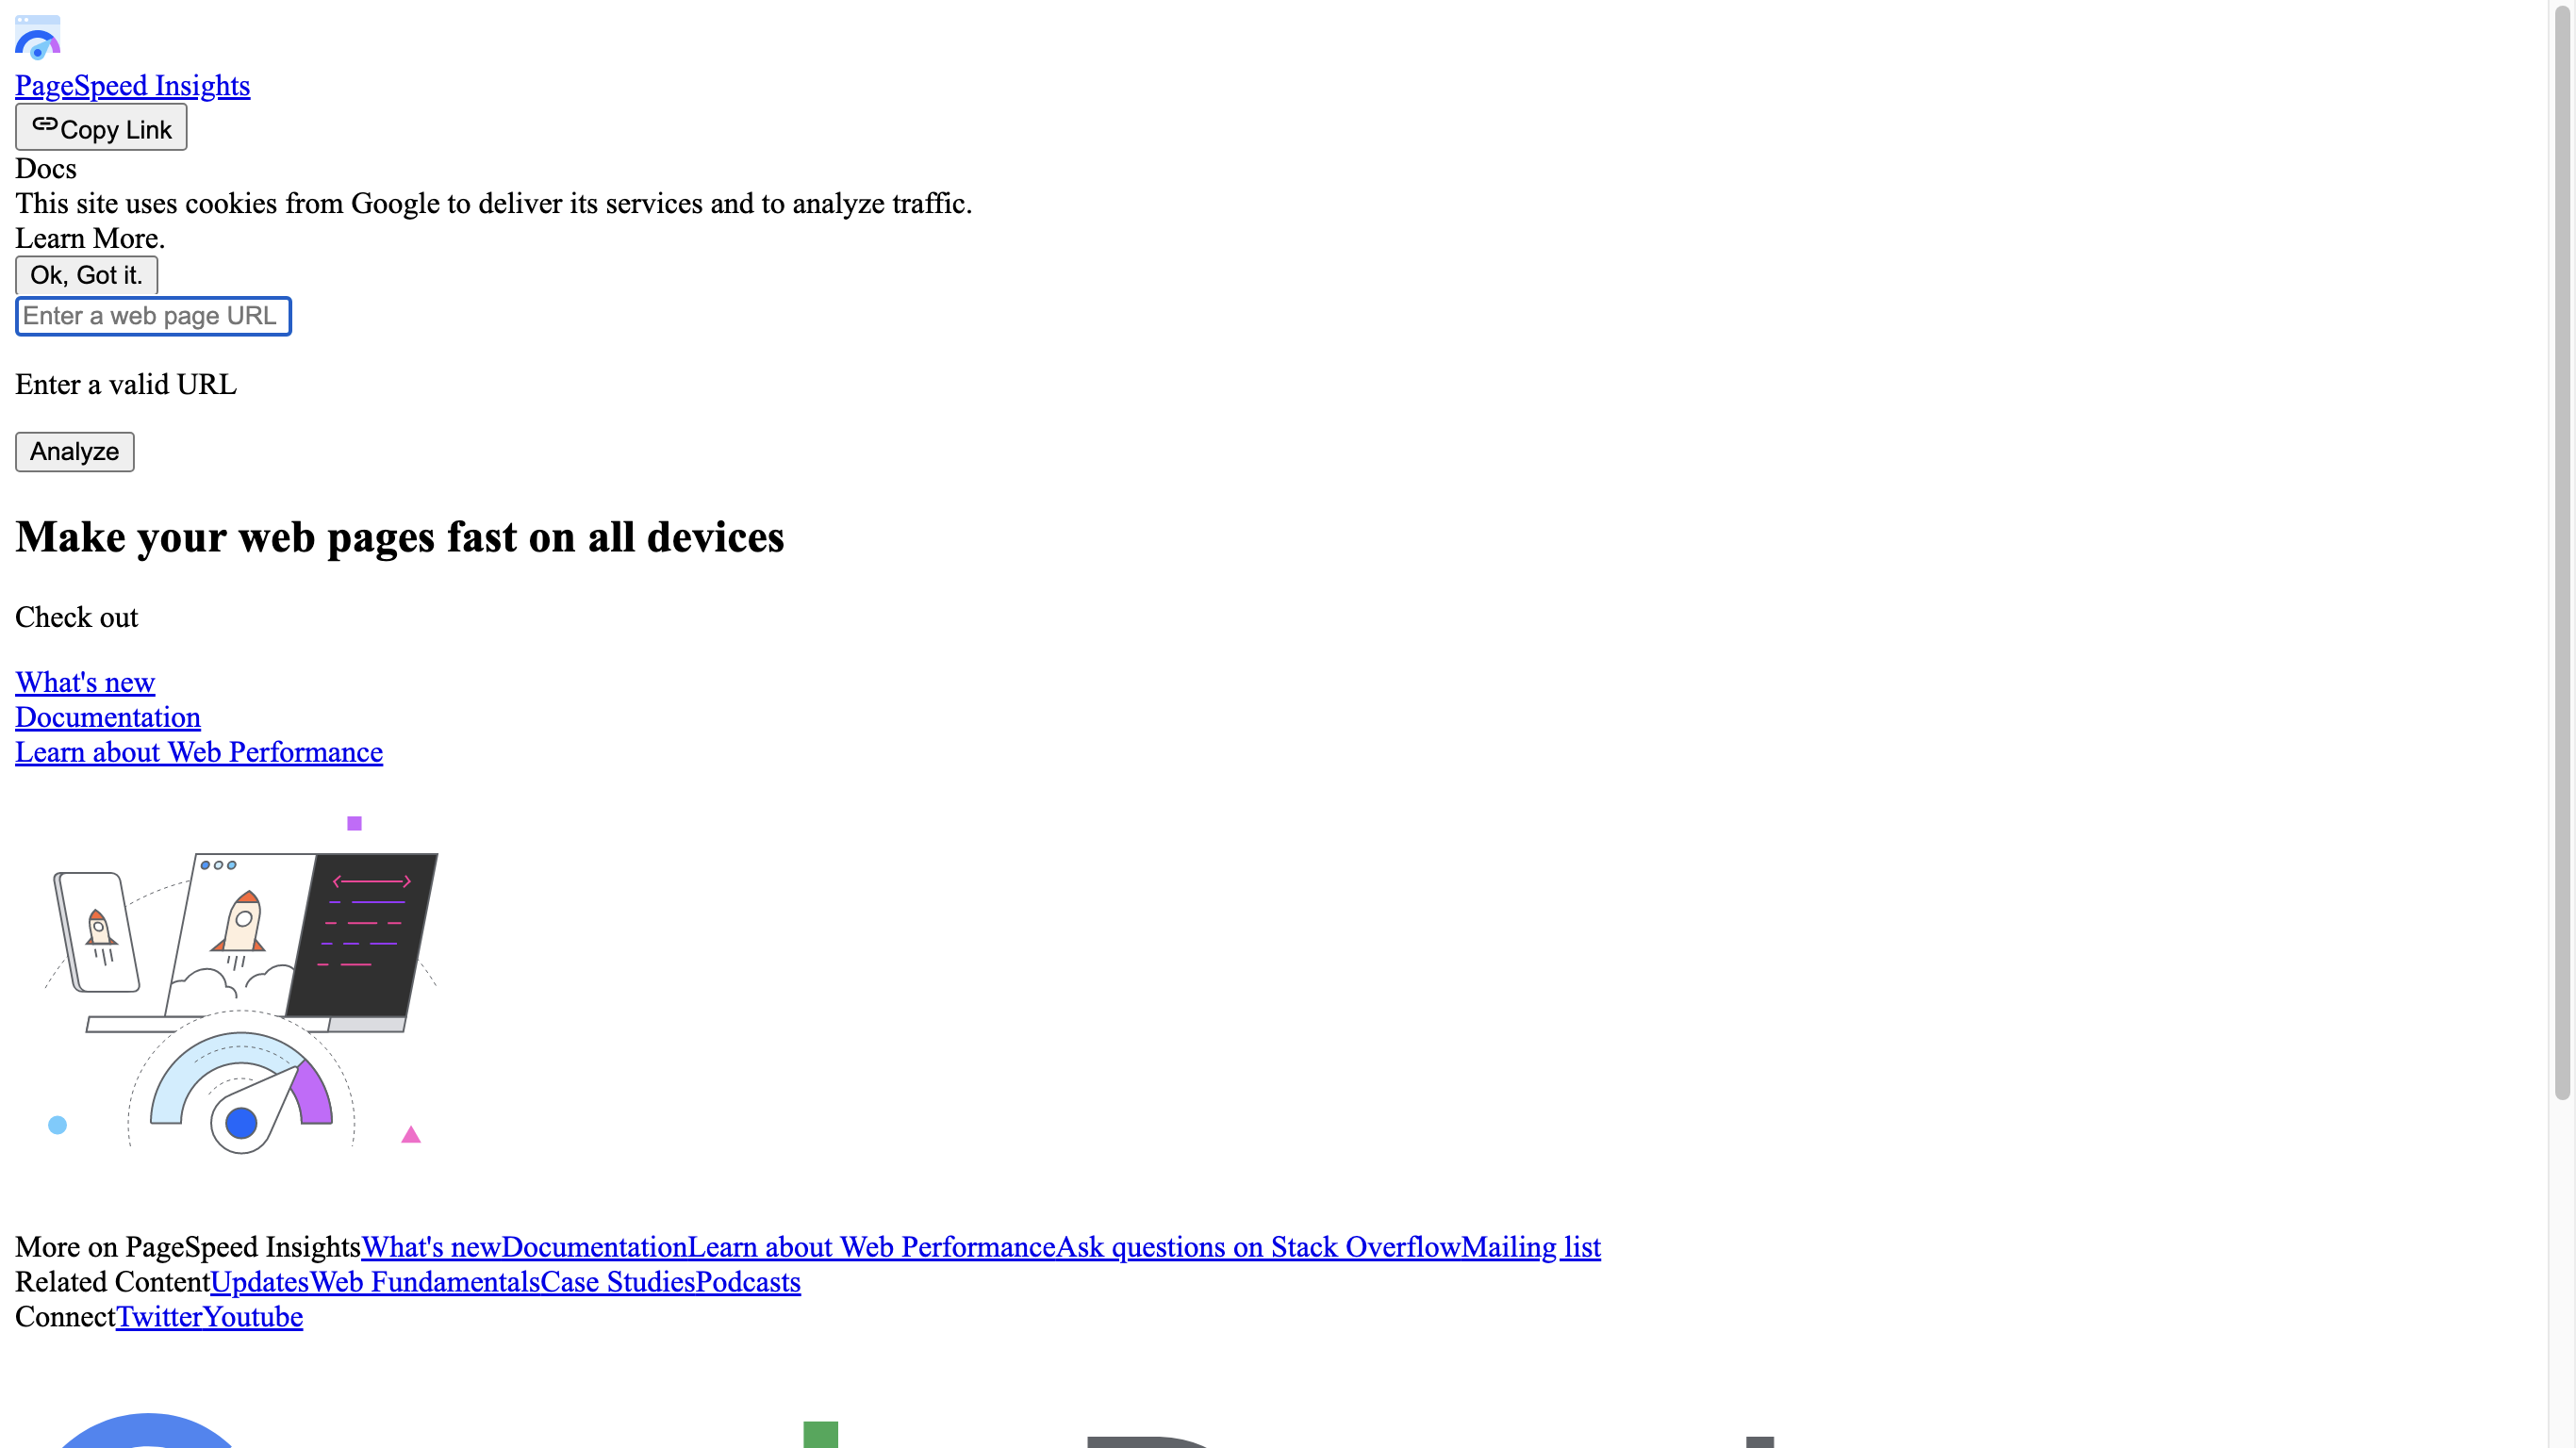 PageSpeed Insights
Copy Link
Docs
This site uses cookies from Google to deliver its services and to analyze traffic.
Learn More.
Ok, Got it.
Enter a web page URL
Enter a valid URL
Analyze
Make your web pages fast on all devices
Check out
What's new
Documentation
Learn about Web Performance
More on PageSpeed InsightsWhat's newDocumentationLearn about Web PerformanceAsk questions on Stack OverflowMailing list
Related ContentUpdatesWeb FundamentalsCase StudiesPodcasts
ConnectTwitterYoutube